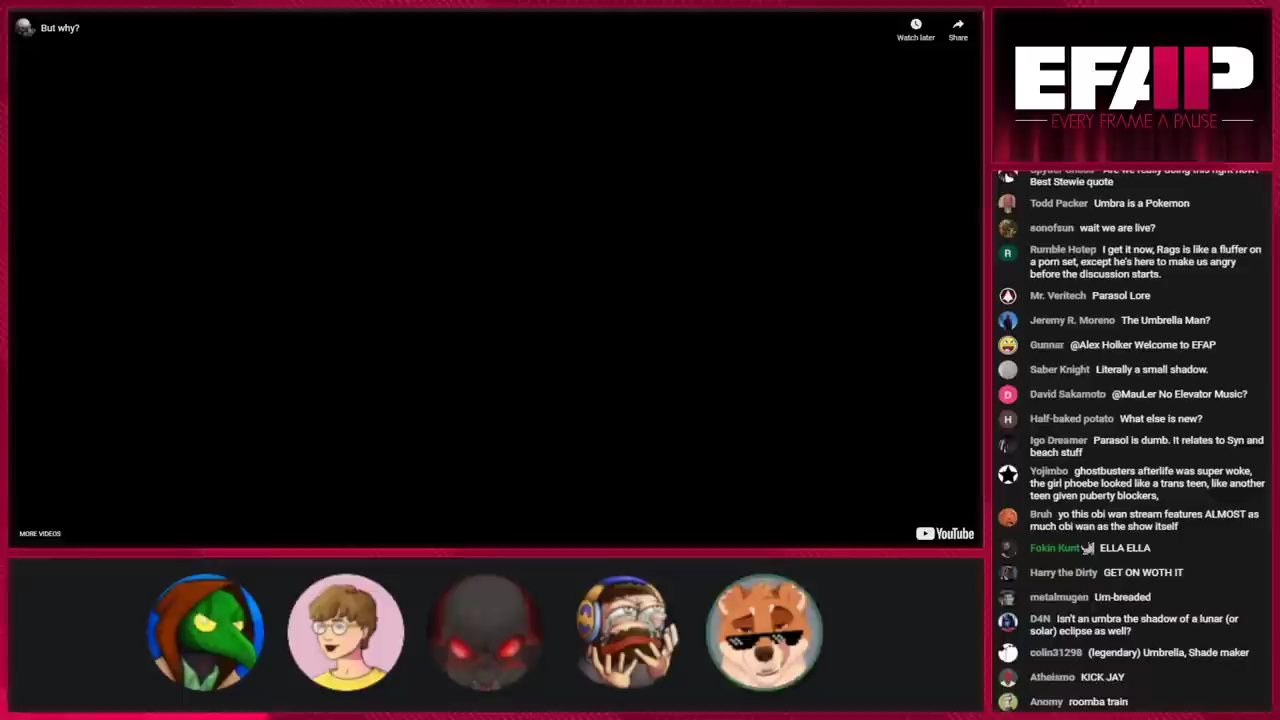 But why?
Watch later
Share
MORE VIDEOS
YouTube
EFAP
EVERY FRAME A PAUSE
Best Stewie quote
Todd Packer Umbra is a Pokemon
sonofsun wait we are live?
R
Rumble Hotep I get it now, Rags is like a fluffer on
a porn set, except he's here to make us angry
before the discussion starts.
Mr. Veritech Parasol Lore
Jeremy R. Moreno The Umbrella Man?
Gunnar @Alex Holker Welcome to EFAP
Saber Knight Literally a small shadow.
D
David Sakamoto @MauLer No Elevator Music?
H
Half-baked potato What else is new?
Igo Dreamer Parasol is dumb. It relates to Syn and
beach stuff
Yojimbo ghostbusters afterlife was super woke,
the girl phoebe looked like a trans teen, like another
teen given puberty blockers,
Bruh yo this obi wan stream features ALMOST as
much obi wan as the show itself
Fokin Kunt ELLA ELLA
Harry the Dirty GET ON WOTH IT
metalmugen Um-breaded
D4N Isn't an umbra the shadow of a lunar (or
solar) eclipse as well?
colin31298 (legendary) Umbrella, Shade maker
Atheismo KICK JAY
Anomy roomba train